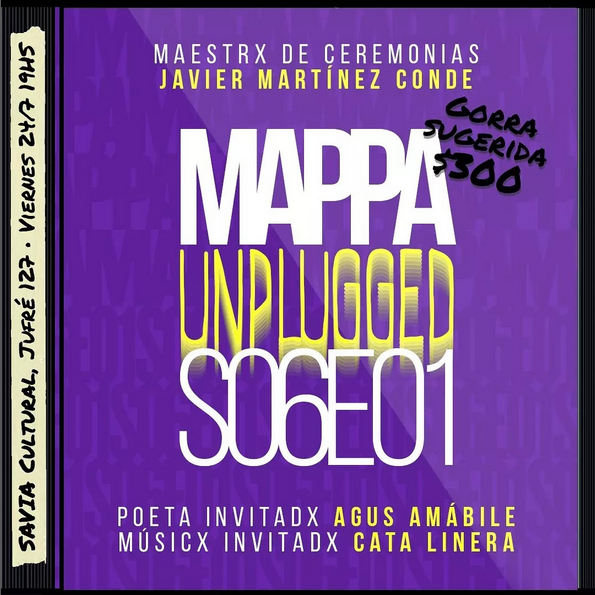 MAESTRX DE CEREMONIAS
JAVIER MARTÍNEZ CONDE
GORRA
SUGERIDA
$300
MAPPA
UNPLUGGED
S06E01
POETA INVITADX AGUS AMÁBILE
MÚSICX INVITADX CATA LINERA
SAVIA CULTURAL, JUFRÉ 127 • VIERNES 24/7 19HS